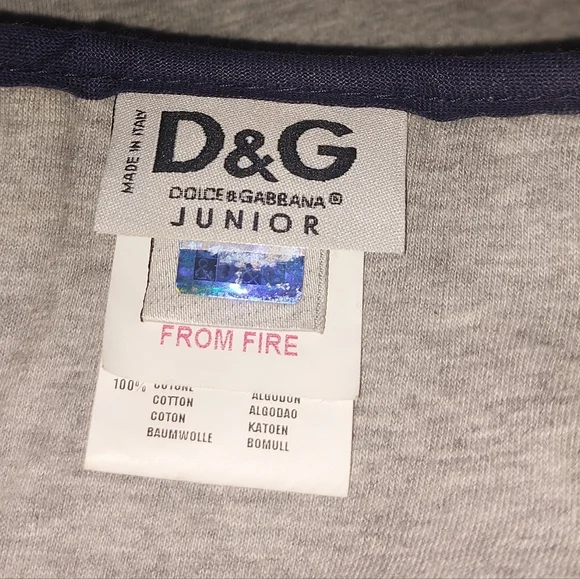 MADE IN ITALY
D&G
DOLCE&GABBANA®
JUNIOR
FROM FIRE
100% COTONE ALGODON
COTTON ALGODAO
COTON KATOEN
BAUMWOLLE BOMULL